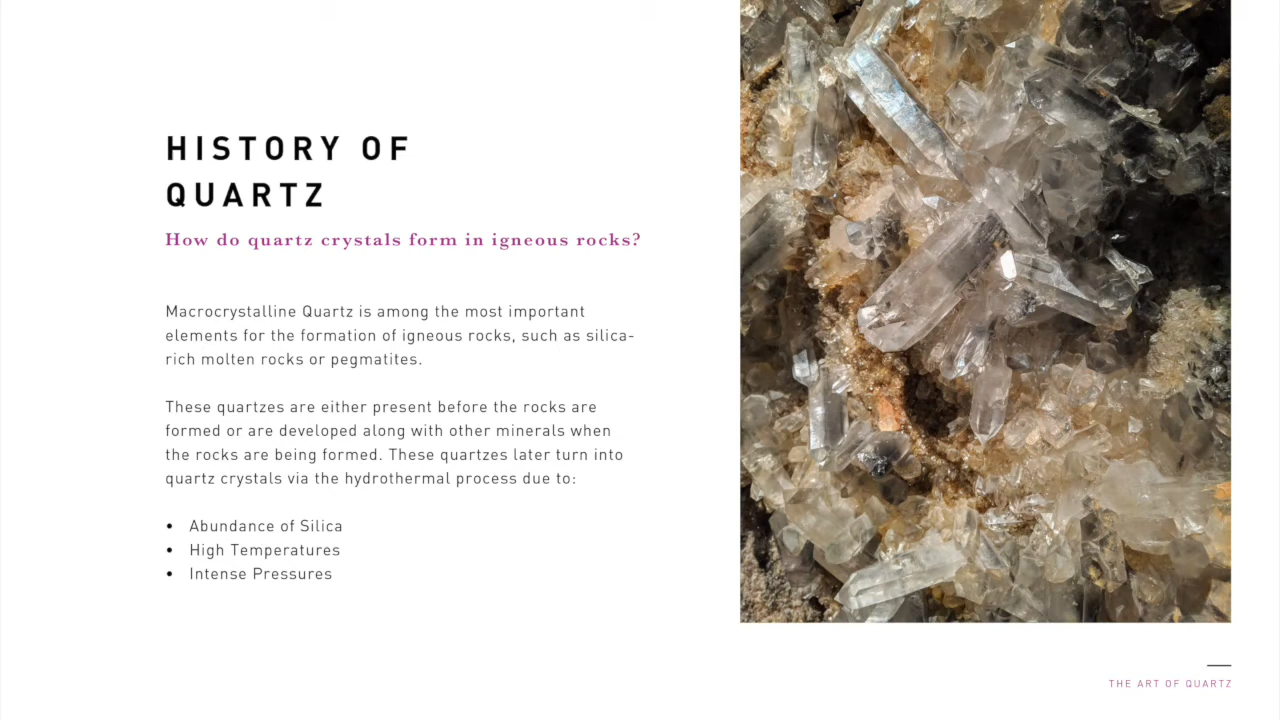 HISTORY OF
QUARTZ
How do quartz crystals form in igneous rocks?
Macrocrystalline Quartz is among the most important
elements for the formation of igneous rocks, such as silica-
rich molten rocks or pegmatites.
These quartzes are either present before the rocks are
formed or are developed along with other minerals when
the rocks are being formed. These quartzes later turn into
quartz crystals via the hydrothermal process due to:
• Abundance of Silica
• High Temperatures
• Intense Pressures
THE ART OF QUARTZ